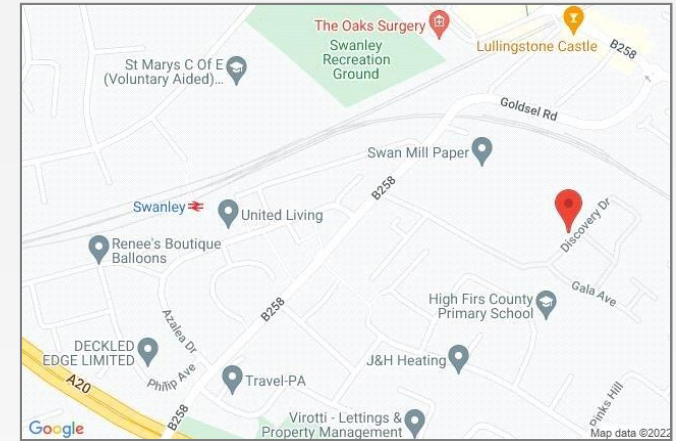 The Oaks Surgery
Swanley
Recreation
Ground
Lullingstone Castle
B258
St Marys C Of E
(Voluntary Aided)...
Goldsel Rd
Swan Mill Paper
B258
Swanley
United Living
Discovery Dr
Renee's Boutique
Balloons
Gala Ave
High Firs County
Primary School
B258
Azalea Dr
DECKLED
EDGE LIMITED
J&H Heating
Philip Ave
A20
Travel-PA
Pinks Hill
B258
Virotti - Lettings &
Property Management
Google
Map data ©2022